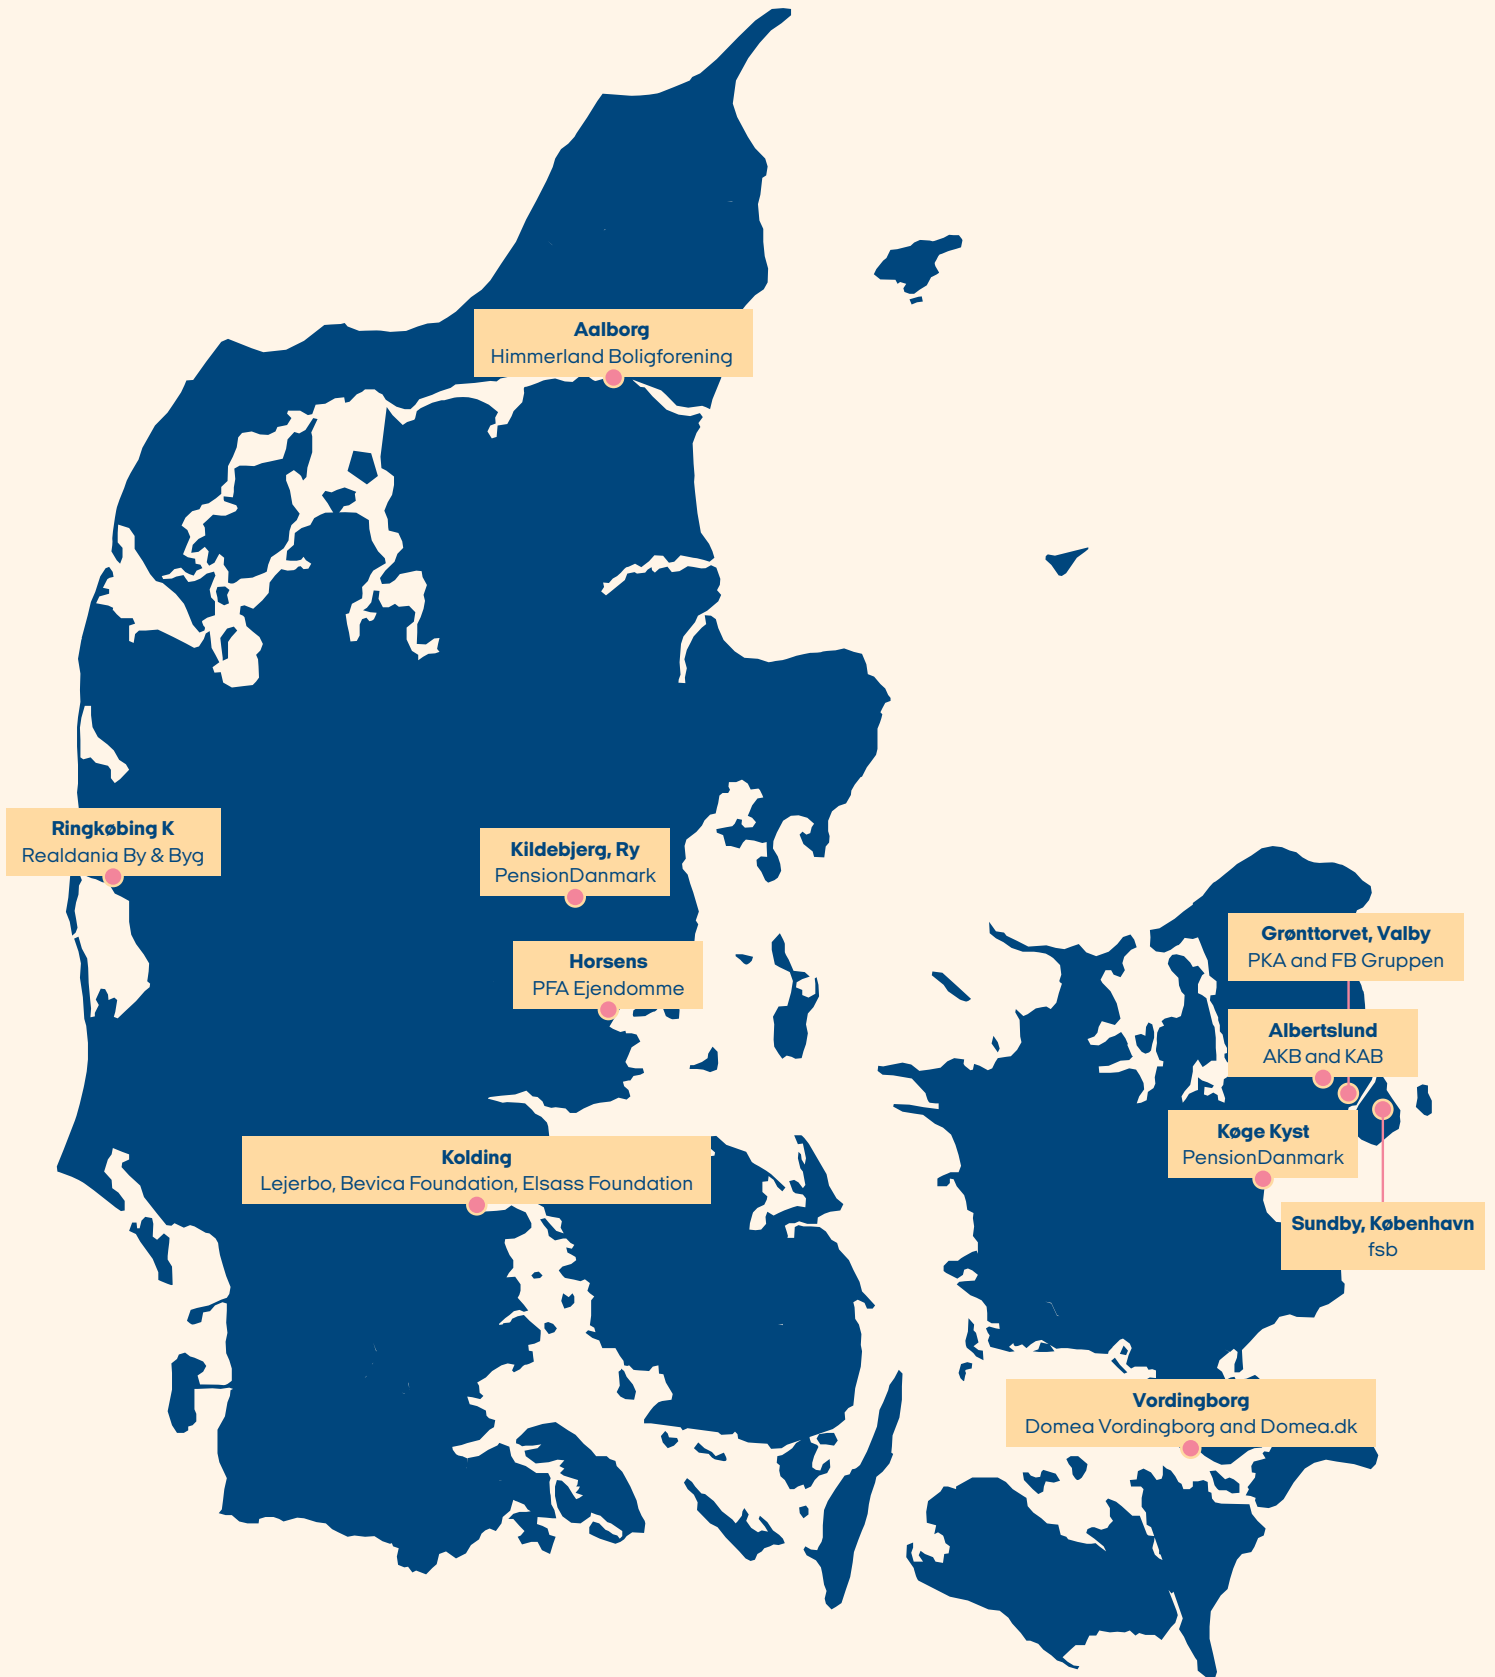 Aalborg
Himmerland Boligforening
Ringkøbing K
Realdania By & Byg
Kildebjerg, Ry
PensionDanmark
Horsens
PFA Ejendomme
Grønttorvet, Valby
PKA and FB Gruppen
Albertslund
AKB and KAB
Køge Kyst
PensionDanmark
Kolding
Lejerbo, Bevica Foundation, Elsass Foundation
Sundby, København
fsb
Vordingborg
Domea Vordingborg and Domea.dk